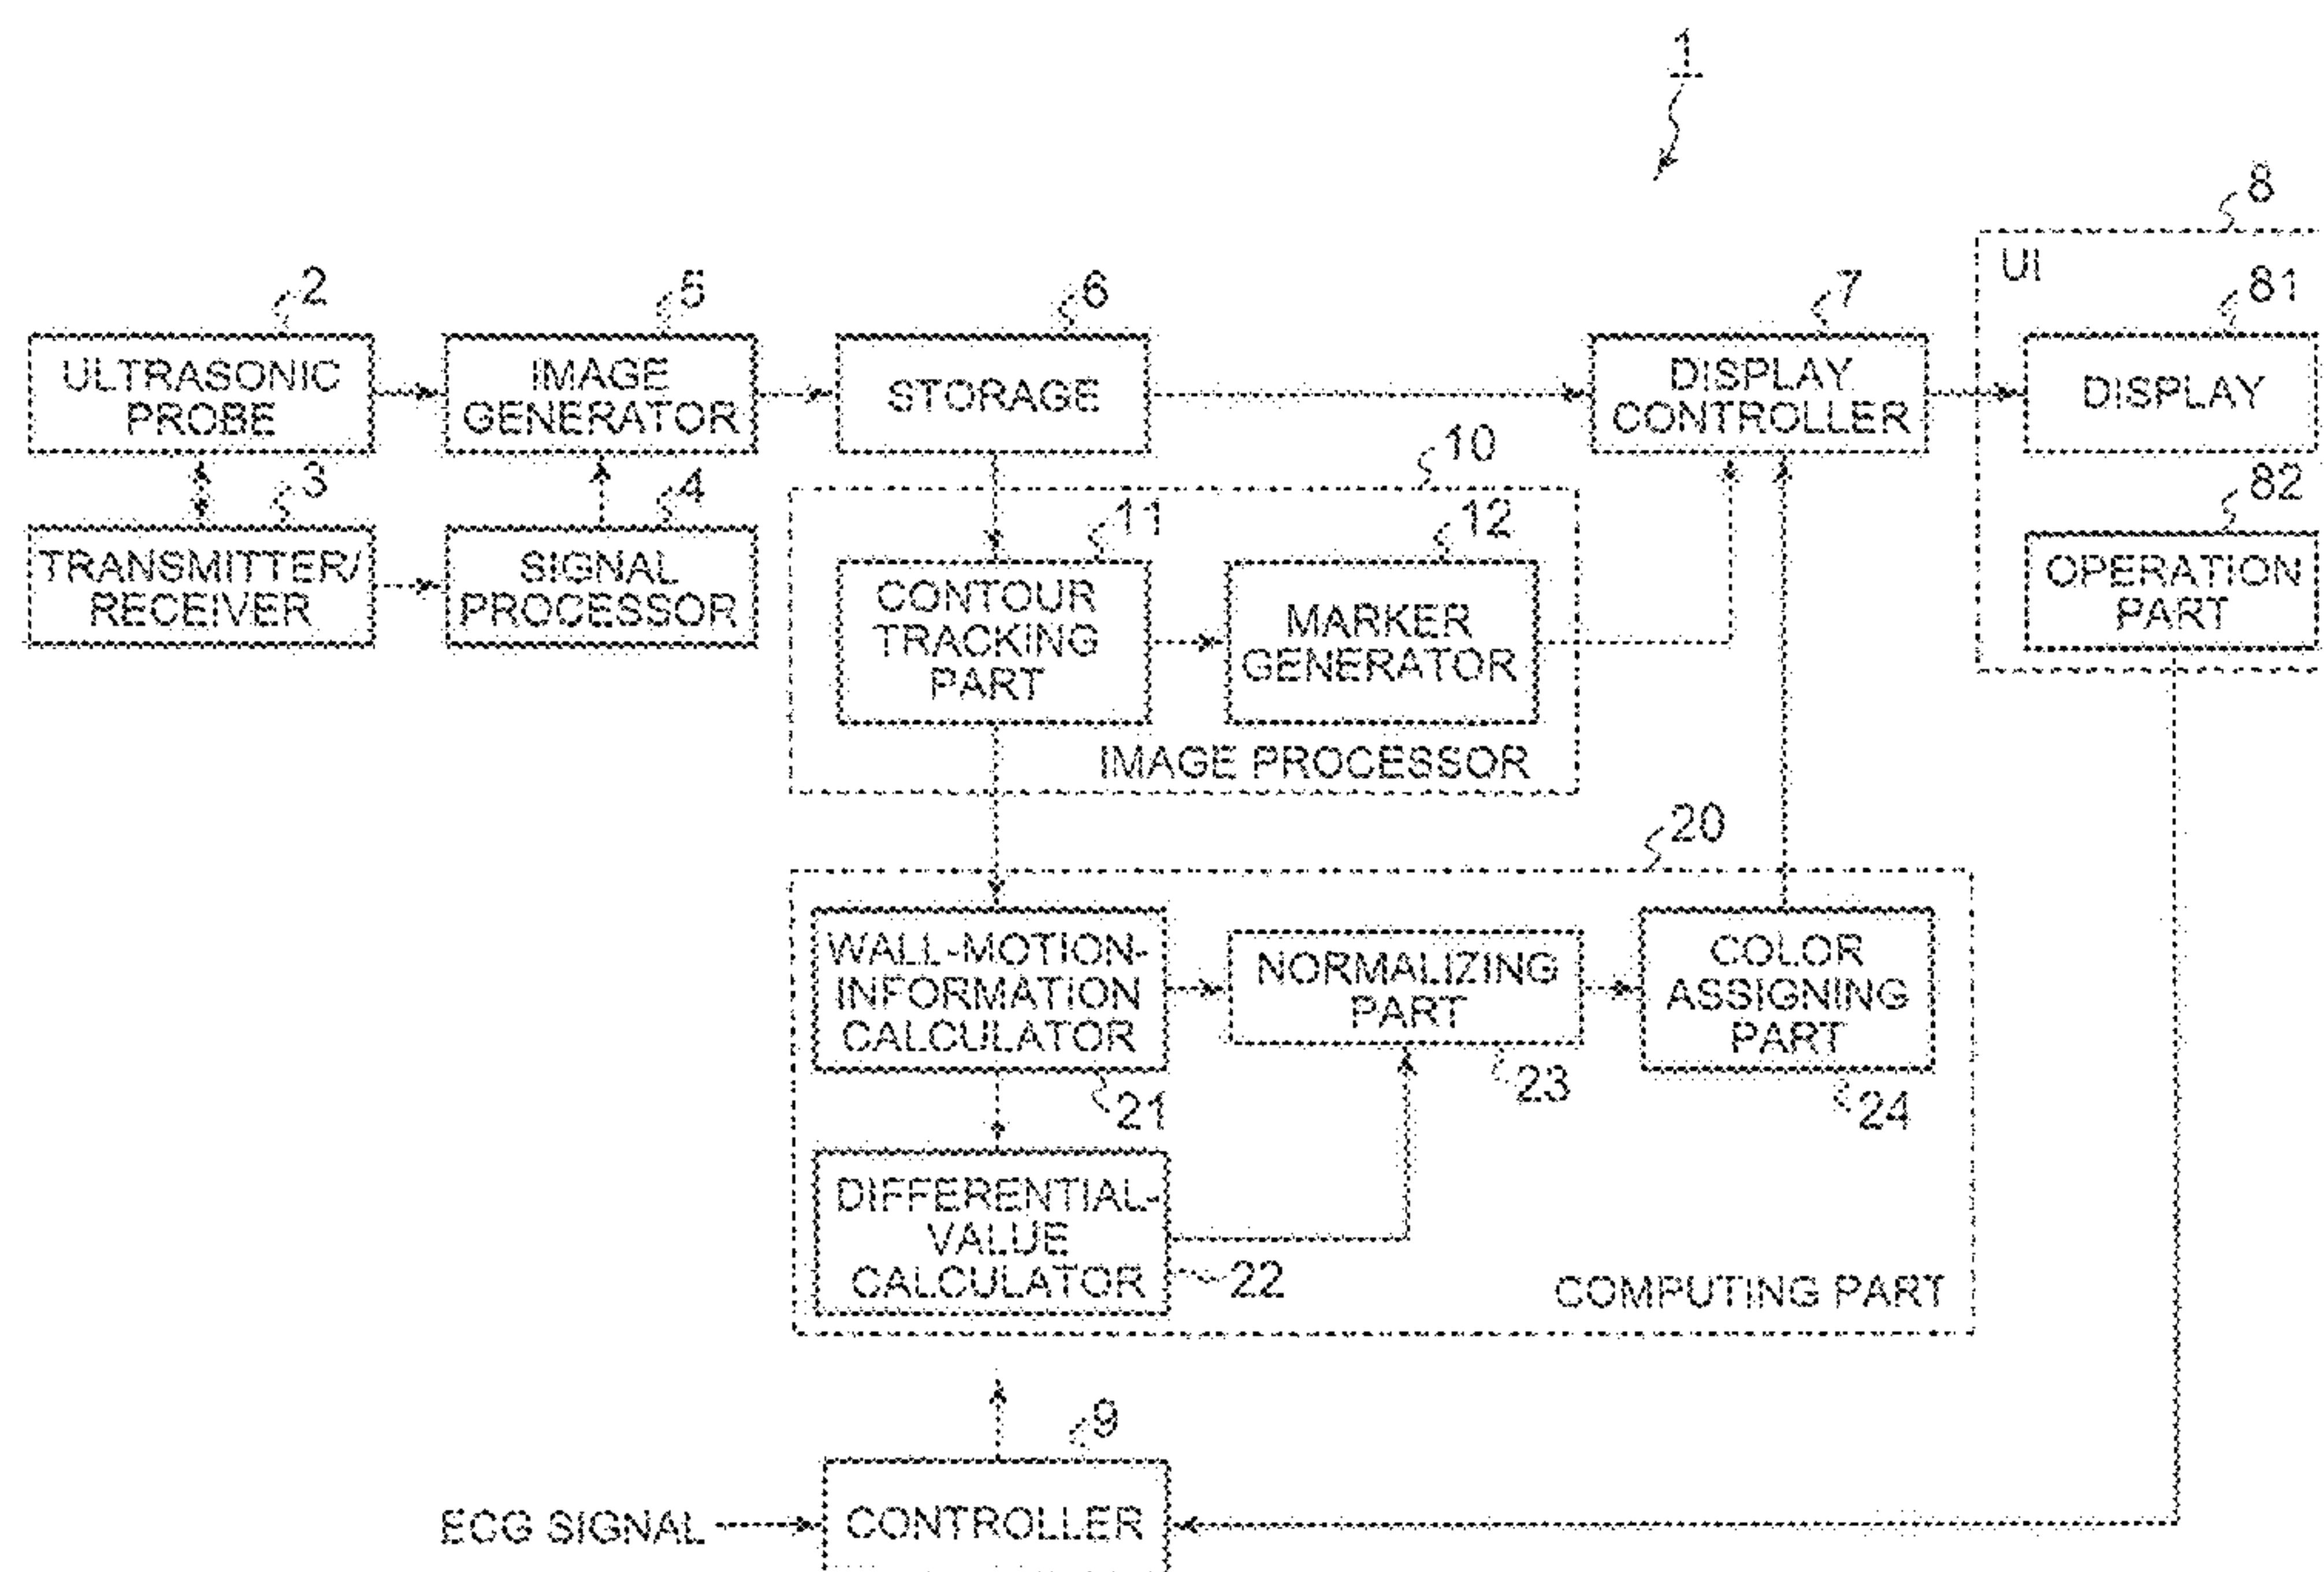 1
8
UI
2
5
6
7
81
ULTRASONIC
PROBE
IMAGE
GENERATOR
STORAGE
DISPLAY
CONTROLLER
DISPLAY
3
4
10
82
11
12
TRANSMITTER/
RECEIVER
SIGNAL
PROCESSOR
CONTOUR
TRACKING
PART
MARKER
GENERATOR
OPERATION
PART
IMAGE PROCESSOR
20
WALL-MOTION-
INFORMATION
CALCULATOR
NORMALIZING
PART
COLOR
ASSIGNING
PART
21
23
24
DIFFERENTIAL-
VALUE
CALCULATOR
22
COMPUTING PART
9
ECG SIGNAL
CONTROLLER